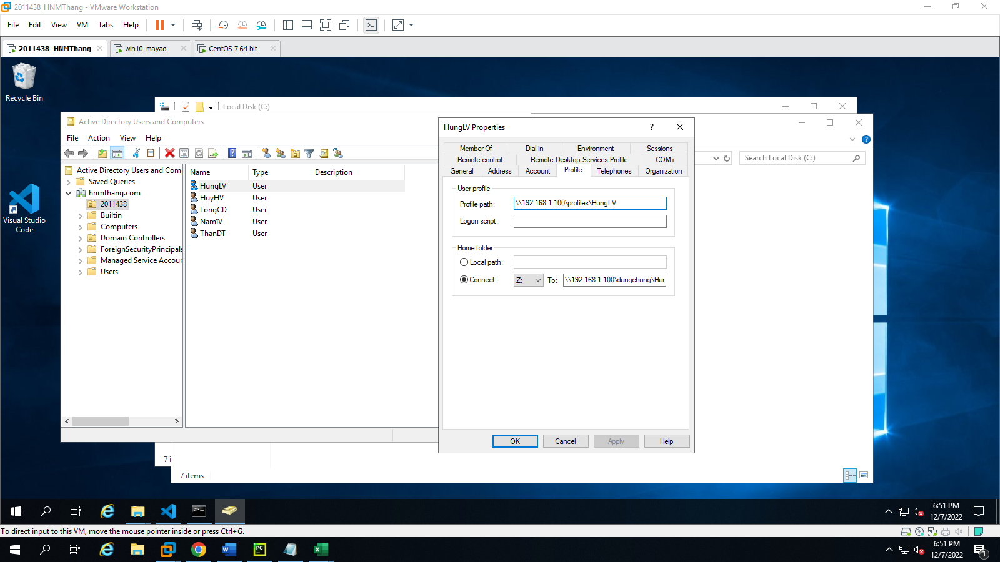 2011438_HNMThang - VMware Workstation
File Edit View VM Tabs Help
2011438_HNMThang win10_mayao CentOS 7 64-bit
Recycle Bin
Visual Studio
Code
Local Disk (C:)
Search Local Disk (C:)
Active Directory Users and Computers
File Action View Help
Active Directory Users and Com
Saved Queries
hnmthang.com
2011438
Builtin
Computers
Domain Controllers
ForeignSecurityPrincipals
Managed Service Accour
Users
Name Type Description
HungLV User
HuyHV User
LongCD User
NamiV User
ThanDT User
HungLV Properties
?
Member Of Dial-in Environment Sessions
Remote control Remote Desktop Services Profile COM+
General Address Account Profile Telephones Organization
User profile
Profile path: \\192.168.1.100\profiles\HungLV
Logon script:
Home folder
Local path:
Connect: Z: To: \\192.168.1.100\dungchung\Hur
OK Cancel Apply Help
7 i
7 items
6:51 PM
12/7/2022
To direct input to this VM, move the mouse pointer inside or press Ctrl+G.
6:51 PM
12/7/2022
1